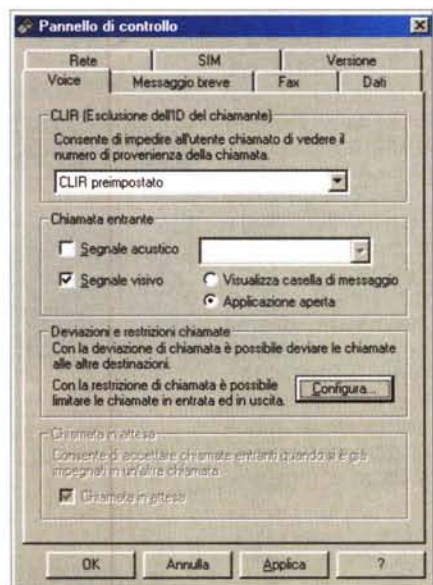 Pannello di controllo
Rete SIM Versione
Voice Messaggio breve Fax Dati
CLIR (Esclusione dell'ID del chiamante)
Consente di impedire all'utente chiamato di vedere il
numero di provenienza della chiamata.
CLIR preimpostato
Chiamata entrante
Segnale acustico
Segnale visivo Visualizza casella di messaggio
Applicazione aperta
Deviazioni e restrizioni chiamate
Con la deviazione di chiamata è possibile deviare le chiamate
alle altre destinazioni.
Con la restrizione di chiamata è possibile
limitare le chiamate in entrata ed in uscita.
Configura...
Chiamata in attesa
Consente di accettare chiamate entranti quando si è già
impegnati in un'altra chiamata.
Chiamata in attesa
OK Annulla Applica ?